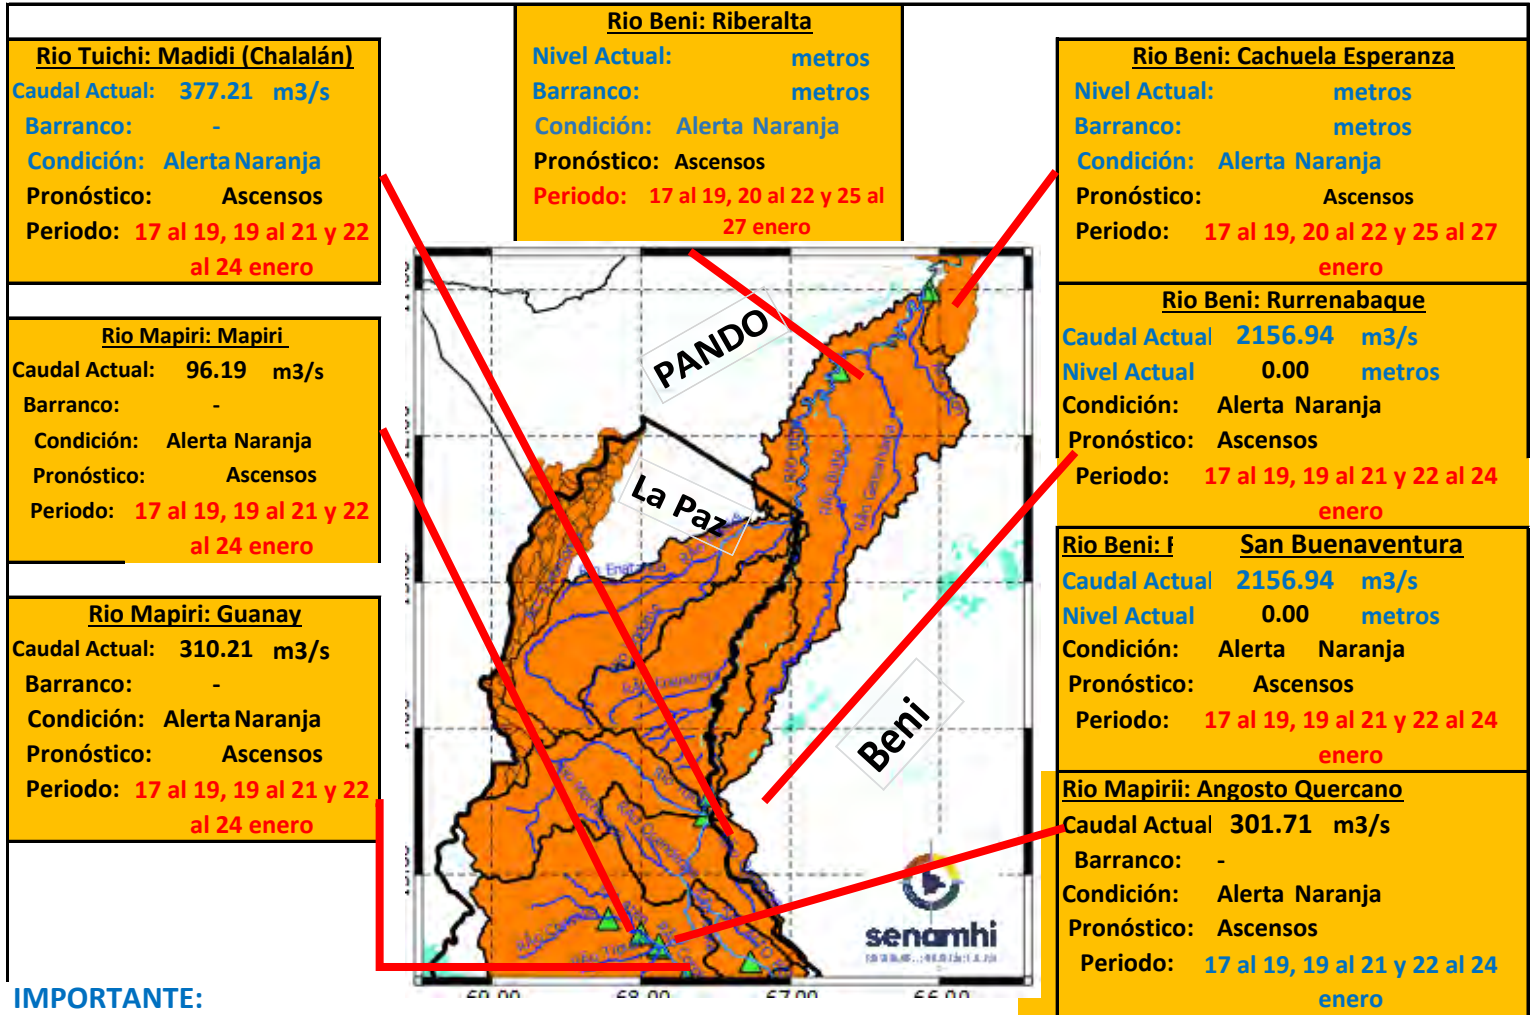 Rio Beni: Riberalta
Nivel Actual: metros
Barranco: metros
Condición: Alerta Naranja
Pronóstico: Ascensos
Periodo: 17 al 19, 20 al 22 y 25 al
27 enero
Rio Tuichi: Madidi (Chalalán)
Caudal Actual: 377.21 m3/s
Barranco: -
Condición: Alerta Naranja
Pronóstico: Ascensos
Periodo: 17 al 19, 19 al 21 y 22
al 24 enero
Rio Mapiri: Mapiri
Caudal Actual: 96.19 m3/s
Barranco: -
Condición: Alerta Naranja
Pronóstico: Ascensos
Periodo: 17 al 19, 19 al 21 y 22
al 24 enero
Rio Mapiri: Guanay
Caudal Actual: 310.21 m3/s
Barranco: -
Condición: Alerta Naranja
Pronóstico: Ascensos
Periodo: 17 al 19, 19 al 21 y 22
al 24 enero
Rio Beni: Cachuela Esperanza
Nivel Actual: metros
Barranco: metros
Condición: Alerta Naranja
Pronóstico: Ascensos
Periodo: 17 al 19, 20 al 22 y 25 al 27
enero
Rio Beni: Rurrenabaque
Caudal Actual 2156.94 m3/s
Nivel Actual 0.00 metros
Condición: Alerta Naranja
Pronóstico: Ascensos
Periodo: 17 al 19, 19 al 21 y 22 al 24
enero
Rio Beni: San Buenaventura
Caudal Actual 2156.94 m3/s
Nivel Actual 0.00 metros
Condición: Alerta Naranja
Pronóstico: Ascensos
Periodo: 17 al 19, 19 al 21 y 22 al 24
enero
Rio Mapirii: Angosto Quercano
Caudal Actual 301.71 m3/s
Barranco: -
Condición: Alerta Naranja
Pronóstico: Ascensos
Periodo: 17 al 19, 19 al 21 y 22 al 24
enero
PANDO
La Paz
Beni
senamhi
69.00 68.00 67.00 66.00
IMPORTANTE: